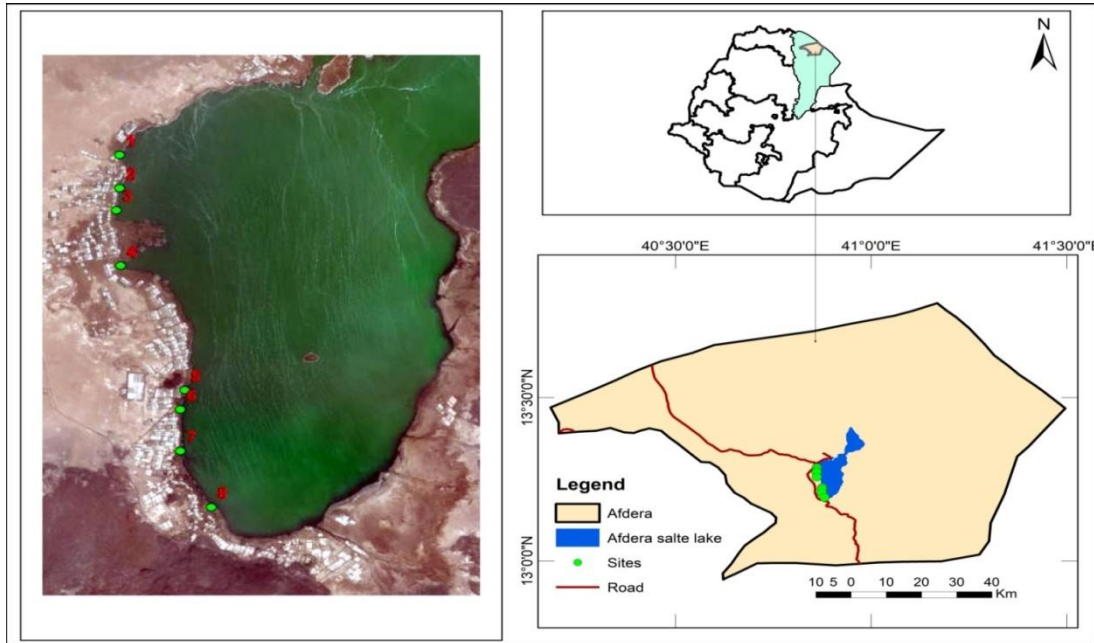 1
2
3
4
5
6
7
8
N
40°30'0"E 41°0'0"E 41°30'0"E
13°30'0"N
13°0'0"N
Legend
Afdera
Afdera salte lake
Sites
Road
10 5 0 10 20 30 40
Km